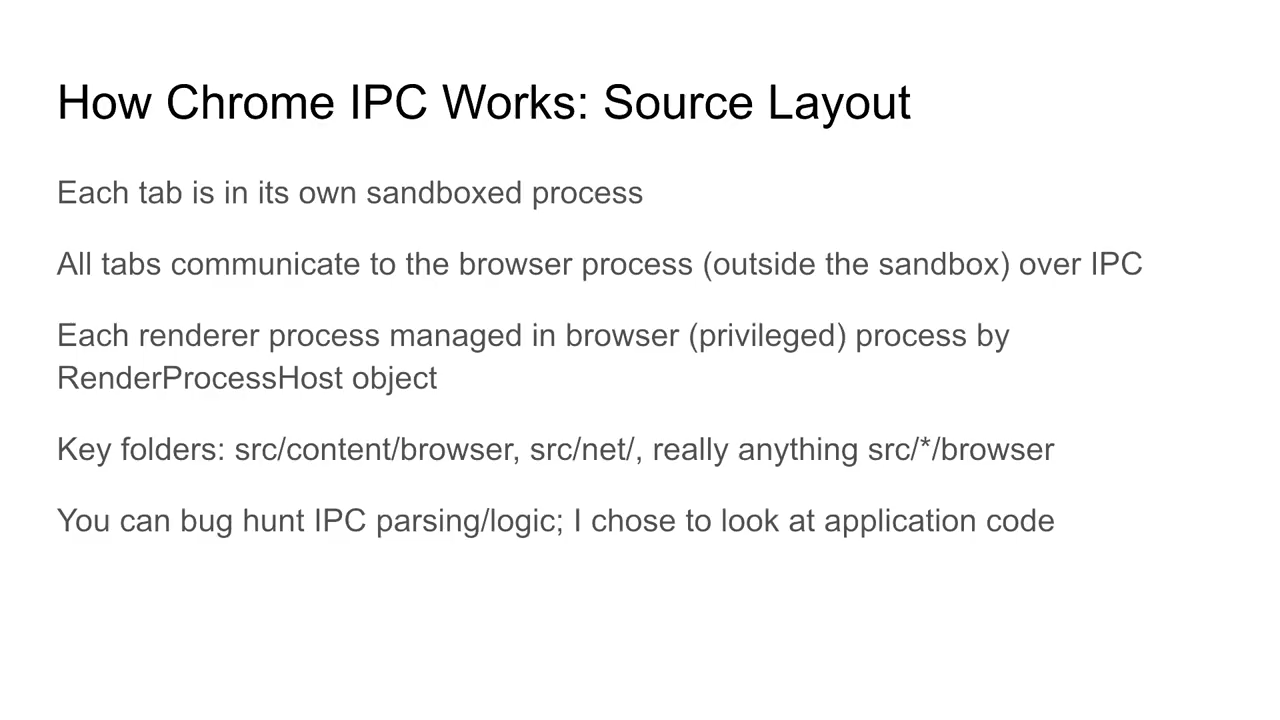 How Chrome IPC Works: Source Layout
Each tab is in its own sandboxed process
All tabs communicate to the browser process (outside the sandbox) over IPC
Each renderer process managed in browser (privileged) process by
RenderProcessHost object
Key folders: src/content/browser, src/net/, really anything src/*/browser
You can bug hunt IPC parsing/logic; I chose to look at application code